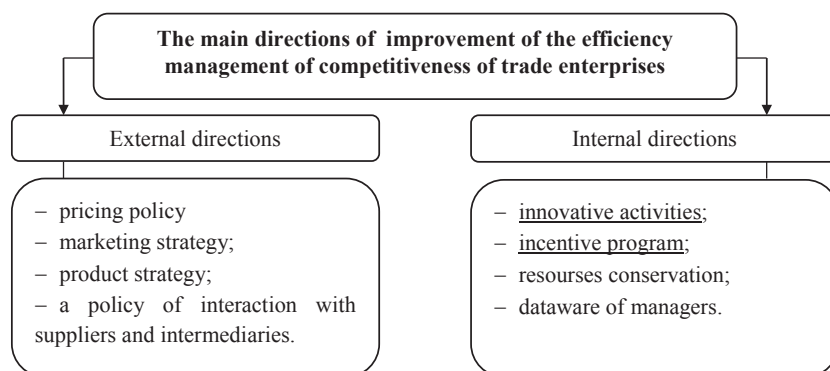 The main directions of improvement of the efficiency
management of competitiveness of trade enterprises
External directions
Internal directions
– pricing policy
– marketing strategy;
– product strategy;
– a policy of interaction with
suppliers and intermediaries.
– innovative activities;
– incentive program;
– resourses conservation;
– dataware of managers.